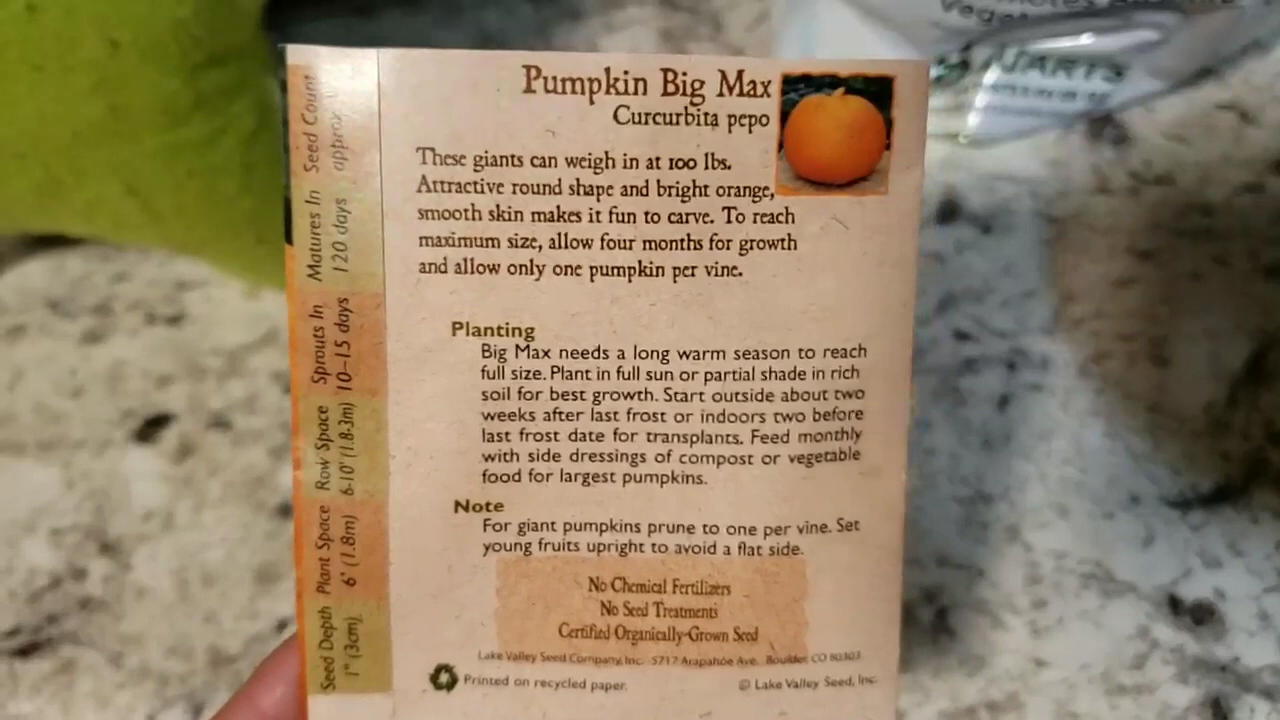 Pumpkin Big Max
Curcurbita pepo
These giants can weigh in at 100 lbs.
Attractive round shape and bright orange,
smooth skin makes it fun to carve. To reach
maximum size, allow four months for growth
and allow only one pumpkin per vine.
Planting
Big Max needs a long warm season to reach
full size. Plant in full sun or partial shade in rich
soil for best growth. Start outside about two
weeks after last frost or indoors two before
last frost date for transplants. Feed monthly
with side dressings of compost or vegetable
food for largest pumpkins.
Note
For giant pumpkins prune to one per vine. Set
young fruits upright to avoid a flat side.
No Chemical Fertilizers
No Seed Treatments
Certified Organically-Grown Seed
Lake Valley Seed Company, Inc. 5717 Arapahoe Ave. Boulder, CO 80303
Printed on recycled paper.
© Lake Valley Seed, Inc.
Seed Depth
1" (3cm)
Plant Space
6' (1.8m)
Row Space
6-10' (1.8-3m)
Sprouts In
10–15 days
Matures In
120 days
Seed Count
approx.